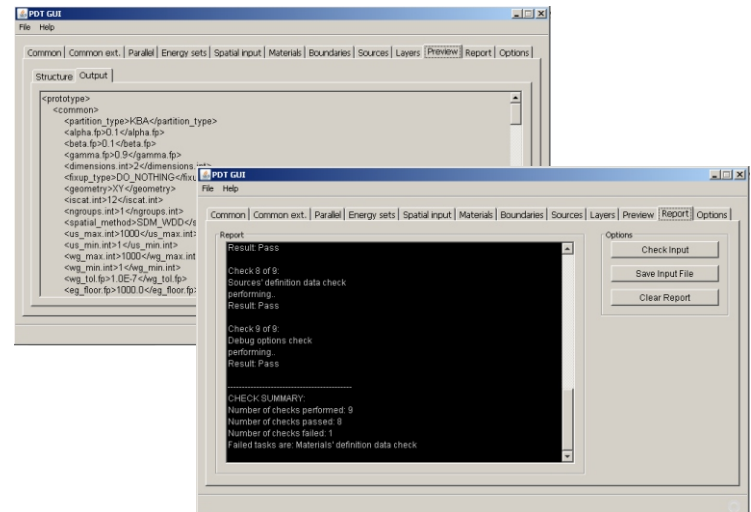 PDT GUI
File Help
Common Common ext. Parallel Energy sets Spatial input Materials Boundaries Sources Layers Preview Report Options
Structure Output
<prototype>
<common>
<partition_type>KBA</partition_type>
<alpha.fp>0.1</alpha.fp>
<beta.fp>0.1</beta.fp>
<gamma.fp>0.9</gamma.fp>
<dimensions.int>2</dimensions.int>
<fixup_type>DO_NOTHING</fixu
<geometry>XY</geometry>
<iscat.int>12</iscat.int>
<ngroups.int>1</ngroups.int>
<spatial_method>SDM_WDD</s
<us_max.int>1000</us_max.int>
<us_min.int>1</us_min.int>
<wg_max.int>1000</wg_max.int
<wg_min.int>1</wg_min.int>
<wg_tol.fp>1.0E-7</wg_tol.fp>
<eg_floor.fp>1000.0</eg_floor.fp>
PDT GUI
File Help
Common Common ext. Parallel Energy sets Spatial input Materials Boundaries Sources Layers Preview Report Options
Report
Result: Pass
Check 8 of 9:
Sources' definition data check
performing..
Result: Pass
Check 9 of 9:
Debug options check
performing..
Result: Pass
----------------------------------------
CHECK SUMMARY:
Number of checks performed: 9
Number of checks passed: 8
Number of checks failed: 1
Failed tasks are: Materials' definition data check
Options
Check Input
Save Input File
Clear Report